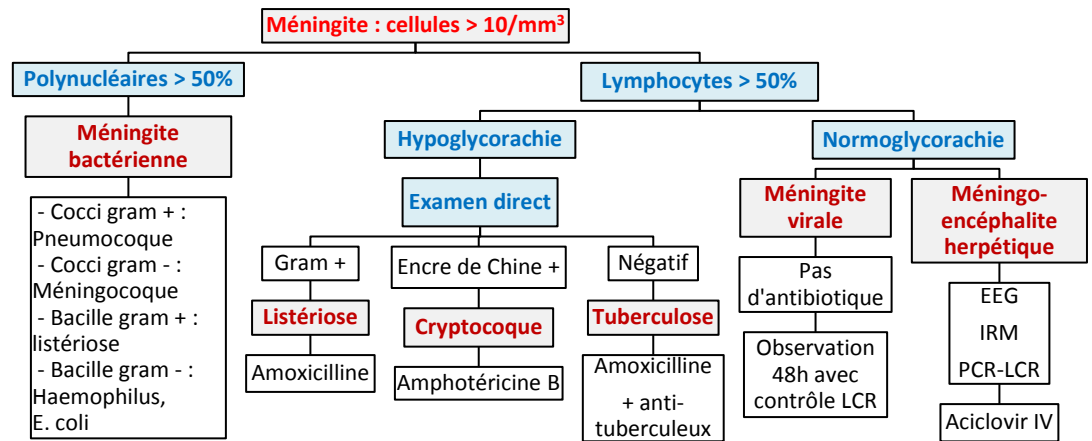 Méningite : cellules > 10/mm³
Polynucléaires > 50%
Lymphocytes > 50%
Méningite
bactérienne
- Cocci gram + :
Pneumocoque
- Cocci gram - :
Méningocoque
- Bacille gram + :
listériose
- Bacille gram - :
Haemophilus,
E. coli
Hypoglycorachie
Normoglycorachie
Examen direct
Gram +
Encre de Chine +
Négatif
Listériose
Cryptocoque
Tuberculose
Amoxicilline
Amphotéricine B
Amoxicilline
+ anti-
tuberculeux
Méningite
virale
Pas
d'antibiotique
Observation
48h avec
contrôle LCR
Méningo-
encéphalite
herpétique
EEG
IRM
PCR-LCR
Aciclovir IV